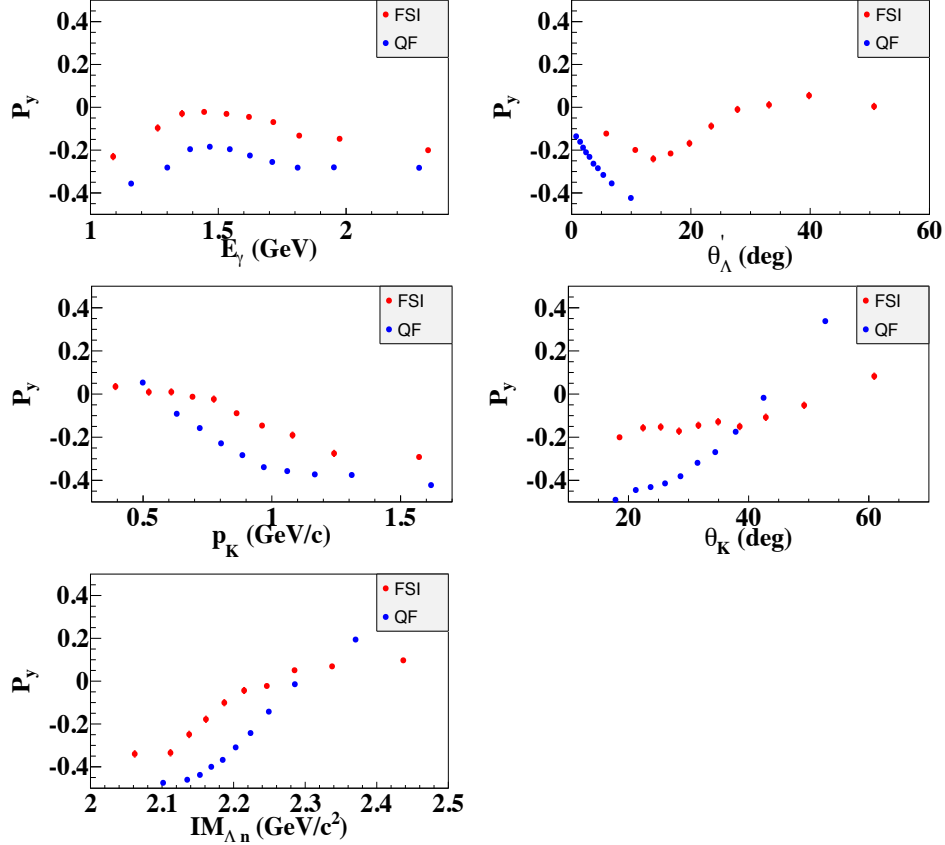 0.4
0.2
0
-0.2
-0.4
P_y
FSI
QF
1 1.5 2
E_γ (GeV)
0.4
0.2
0
-0.2
-0.4
P_y
FSI
QF
0 20 40 60
θ'_Λ (deg)
0.4
0.2
0
-0.2
-0.4
P_y
FSI
QF
0.5 1 1.5
p_K (GeV/c)
0.4
0.2
0
-0.2
-0.4
P_y
FSI
QF
20 40 60
θ_K (deg)
0.4
0.2
0
-0.2
-0.4
P_y
FSI
QF
2 2.1 2.2 2.3 2.4 2.5
IM_Λn (GeV/c²)